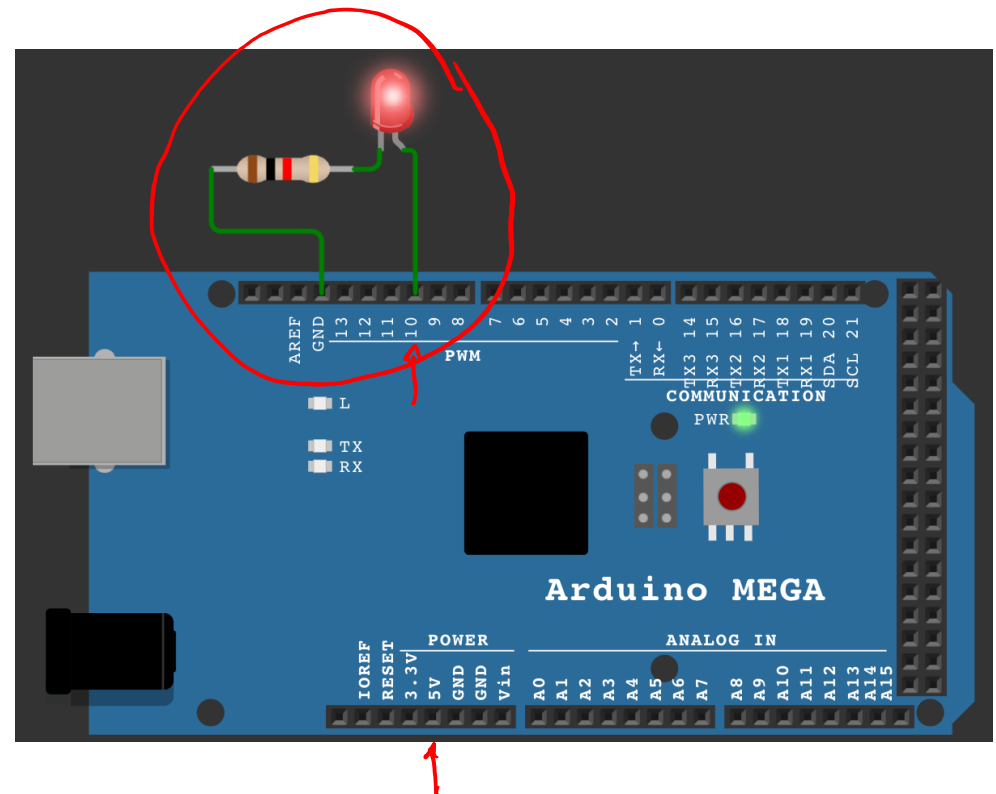 AREF GND 13 12 11 10 9 8 7 6 5 4 3 2 TX→ 1 RX← 0 TX3 14 RX3 15 TX2 16 RX2 17 TX1 18 RX1 19 SDA 20 SCL 21
PWM
COMMUNICATION
L
PWR
TX
RX
Arduino MEGA
POWER
ANALOG IN
IOREF RESET 3.3V 5V GND GND Vin A0 A1 A2 A3 A4 A5 A6 A7 A8 A9 A10 A11 A12 A13 A14 A15